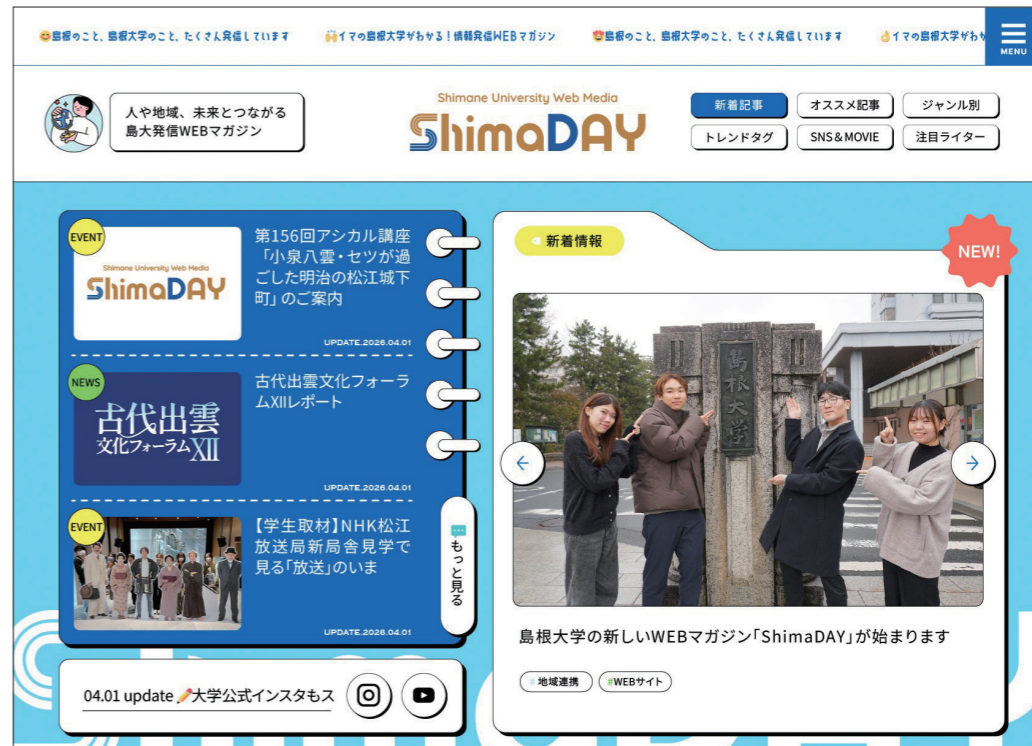 島根のこと、島根大学のこと、たくさん発信しています
イマの島根大学がわかる!情報発信WEBマガジン
島根のこと、島根大学のこと、たくさん発信しています
イマの島根大学がわか
MENU
人や地域、未来とつながる
島大発信WEBマガジン
Shimane University Web Media
ShimaDAY
新着記事
オススメ記事
ジャンル別
トレンドタグ
SNS&MOVIE
注目ライター
EVENT
Shimane University Web Media
ShimaDAY
第156回アシカル講座
「小泉八雲・セツが過
ごした明治の松江城下
町」のご案内
UPDATE.2026.04.01
NEWS
古代出雲
文化フォーラムXII
古代出雲文化フォーラ
ムXIIレポート
UPDATE.2026.04.01
EVENT
【学生取材】NHK松江
放送局新局舎見学で
見る「放送」のいま
UPDATE.2026.04.01
もっと見る
04.01 update 大学公式インスタもス
新着情報
NEW!
島根大学
島根大学の新しいWEBマガジン「ShimaDAY」が始まります
#地域連携
#WEBサイト
ShimaDAY